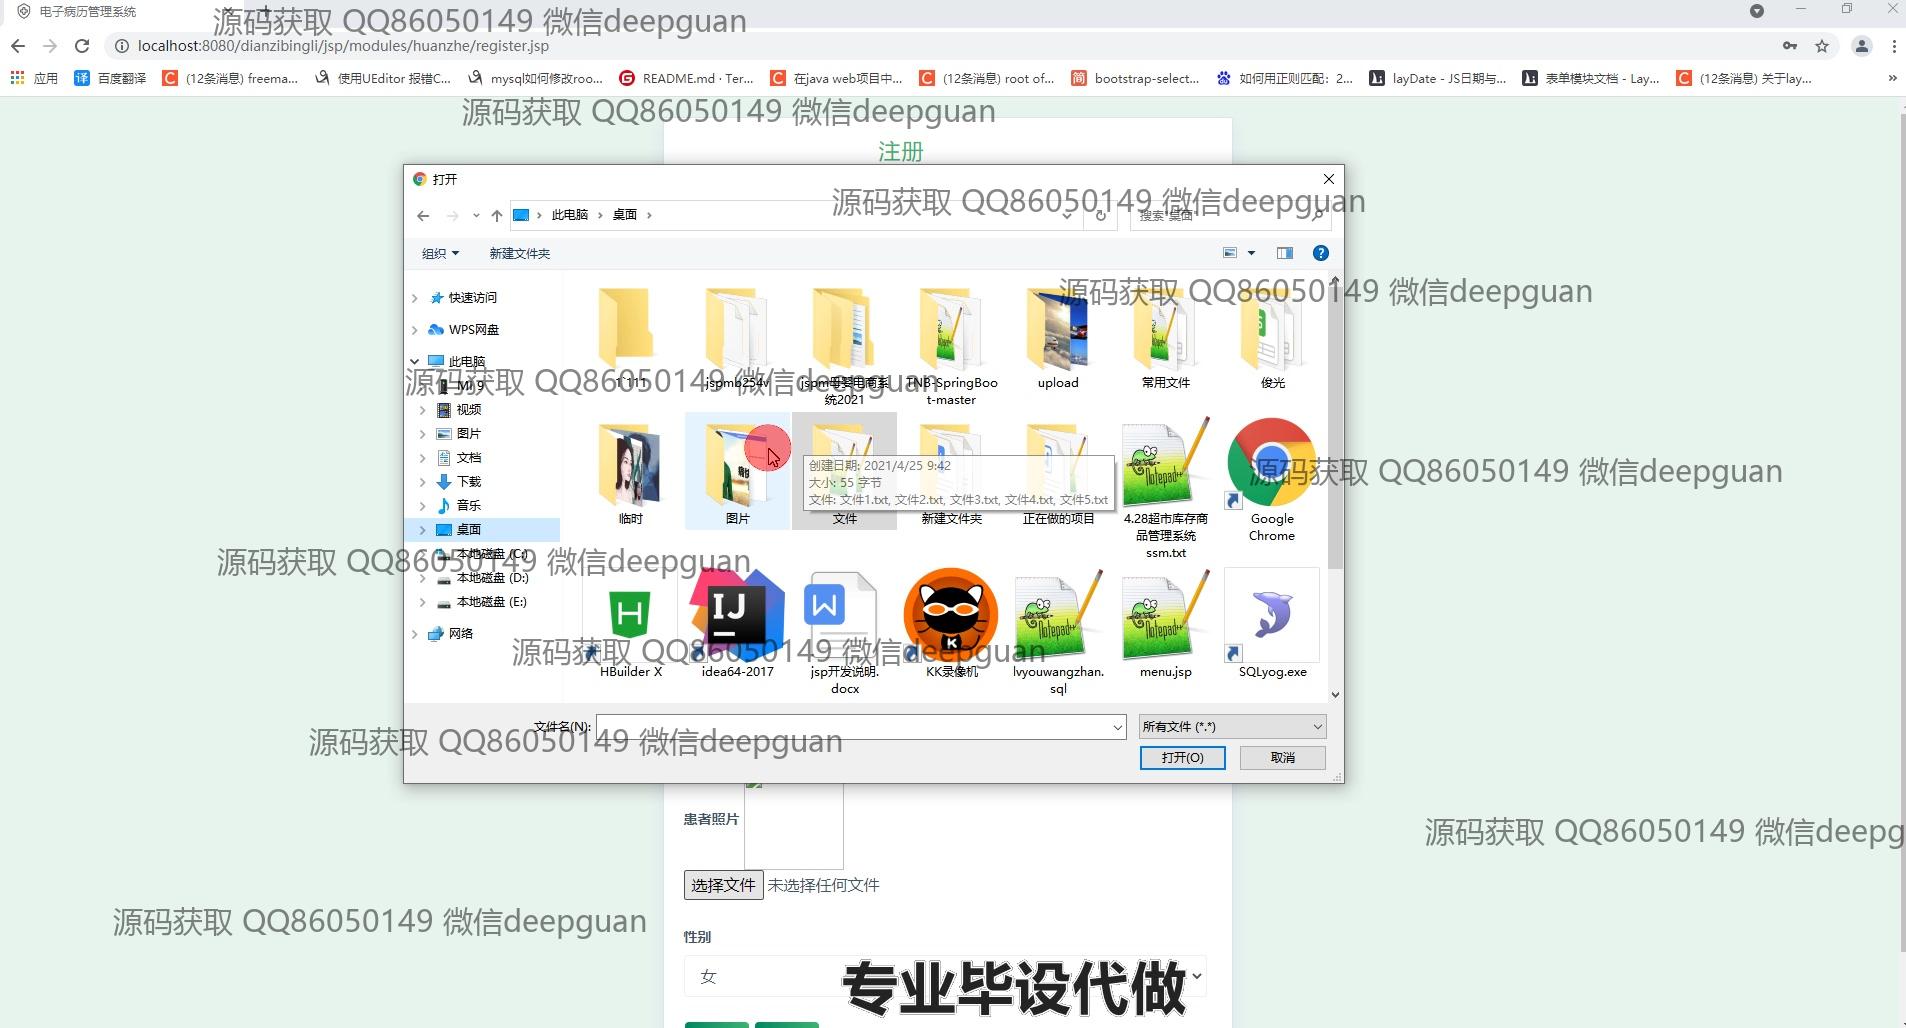 电子病历管理系统
源码获取 QQ86050149 微信deepguan
localhost:8080/dianzibingli/jsp/modules/huanzhe/register.jsp
应用
百度翻译
(12条消息) freema...
使用UEditor 报错C...
mysql如何修改roo...
README.md · Ter...
在java web项目中...
(12条消息) root of...
bootstrap-select...
如何用正则匹配：2...
layDate - JS日期与...
表单模块文档 - Lay...
(12条消息) 关于lay...
源码获取 QQ86050149 微信deepguan
注册
打开
此电脑 › 桌面 ›
搜索"桌面"
源码获取 QQ86050149 微信deepguan
组织
新建文件夹
源码获取 QQ86050149 微信deepguan
快速访问
WPS网盘
此电脑
MI 9
视频
图片
文档
下载
音乐
桌面
本地磁盘 (C:)
本地磁盘 (D:)
本地磁盘 (E:)
网络
jspmb254v
jspm母婴电商系
统2021
TNB-SpringBoo
t-master
upload
常用文件
俊光
源码获取 QQ86050149 微信deepguan
临时
图片
文件
新建文件夹
正在做的项目
4.28超市库存商
品管理系统
ssm.txt
Google
Chrome
创建日期: 2021/4/25 9:42
大小: 55 字节
文件: 文件1.txt, 文件2.txt, 文件3.txt, 文件4.txt, 文件5.txt
源码获取 QQ86050149 微信deepguan
源码获取 QQ86050149 微信deepguan
HBuilder X
idea64-2017
jsp开发说明.
docx
KK录像机
lvyouwangzhan.
sql
menu.jsp
SQLyog.exe
源码获取 QQ86050149 微信deepguan
文件名(N):
所有文件 (*.*)
源码获取 QQ86050149 微信deepguan
打开(O)
取消
患者照片
源码获取 QQ86050149 微信deepg
选择文件
未选择任何文件
源码获取 QQ86050149 微信deepguan
性别
女
专业毕设代做